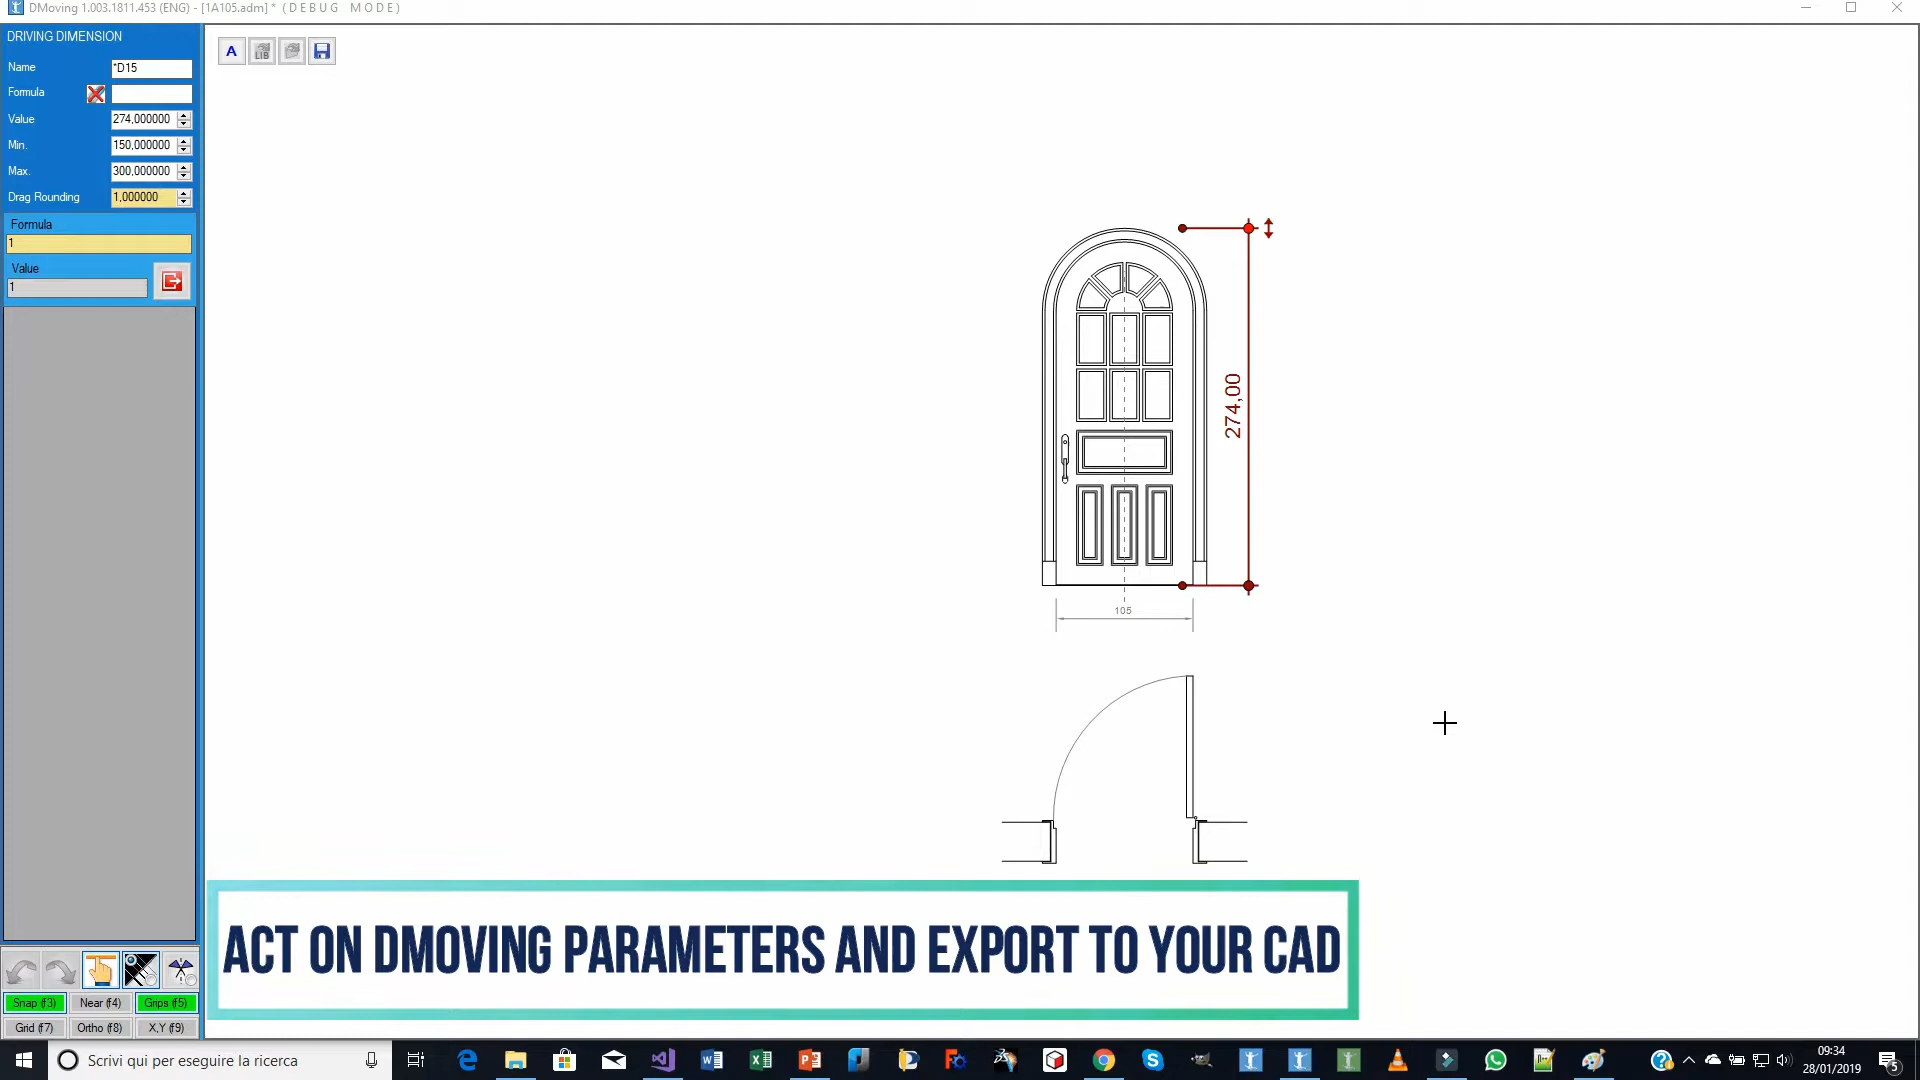 DMoving 1.003.1811.453 (ENG) - [1A105.adm] * ( D E B U G   M O D E )
DRIVING DIMENSION
Name *D15
Formula
Value 274,000000
Min. 150,000000
Max. 300,000000
Drag Rounding 1,000000
Formula
1
Value
1
A
LIB
274,00
105
ACT ON DMOVING PARAMETERS AND EXPORT TO YOUR CAD
Snap (f3) Near (f4) Grips (f5)
Grid (f7) Ortho (f8) X,Y (f9)
Scrivi qui per eseguire la ricerca
09:34
28/01/2019
5